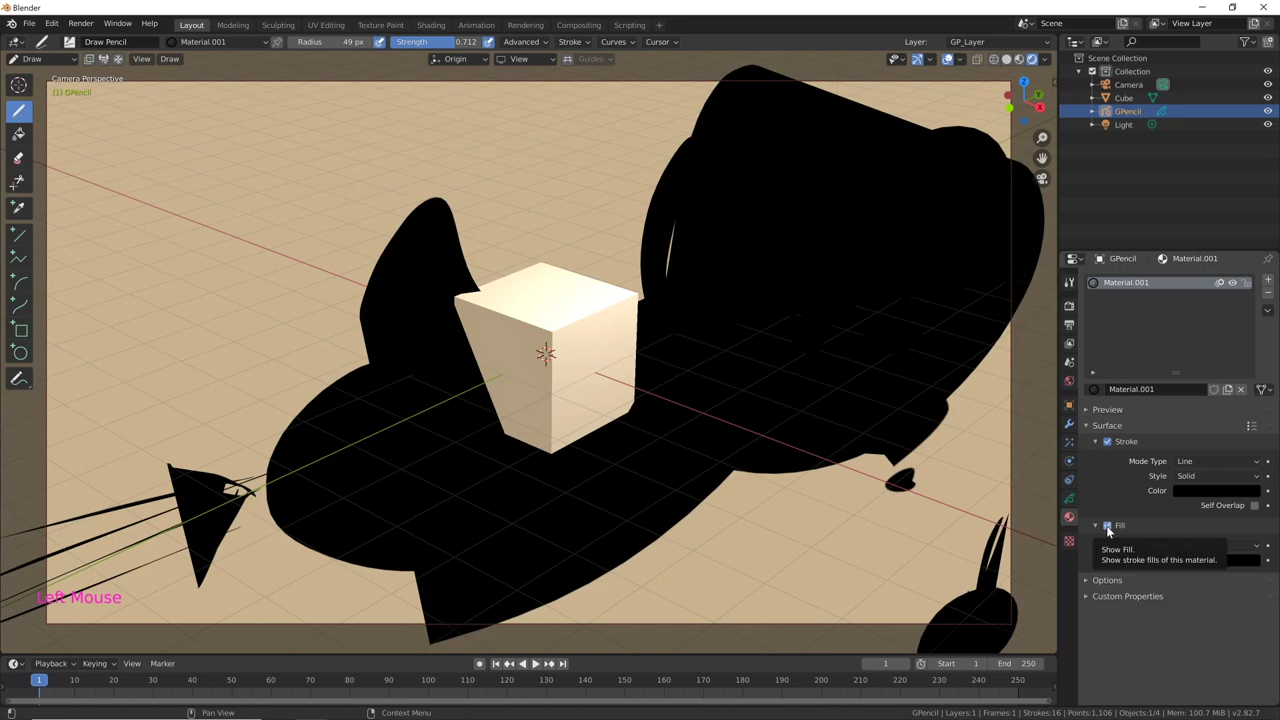 Blender
File Edit Render Window Help Layout Modeling Sculpting UV Editing Texture Paint Shading Animation Rendering Compositing Scripting + Scene View Layer
Draw Pencil Material.001 Radius 49 px Strength 0.712 Advanced Stroke Curves Cursor Layer: GP_Layer
Draw View Draw Origin View Guides
Camera Perspective
(1) GPencil
Z
Y
X
Scene Collection
Collection
Camera
Cube
GPencil
Light
GPencil Material.001
Material.001
Material.001
Preview
Surface
Stroke
Mode Type Line
Style Solid
Color
Self Overlap
Fill
Show Fill.
Show stroke fills of this material.
Options
Custom Properties
Left Mouse
Playback Keying View Marker 1 Start 1 End 250
1 10 20 30 40 50 60 70 80 90 100 110 120 130 140 150 160 170 180 190 200 210 220 230 240 250
Pan View Context Menu GPencil | Layers:1 | Frames:1 | Strokes:16 | Points:1,106 | Objects:1/4 | Mem: 100.7 MiB | v2.82.7